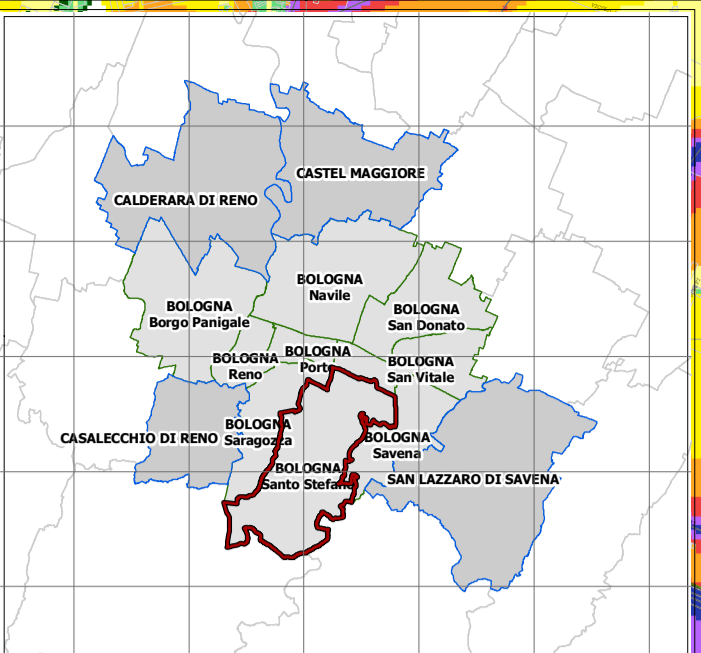 CASTEL MAGGIORE
CALDERARA DI RENO
BOLOGNA
Navile
BOLOGNA
Borgo Panigale
BOLOGNA
San Donato
BOLOGNA
Porto
BOLOGNA
Reno
BOLOGNA
San Vitale
BOLOGNA
Saragozza
CASALECCHIO DI RENO
BOLOGNA
Savena
BOLOGNA
Santo Stefano
SAN LAZZARO DI SAVENA